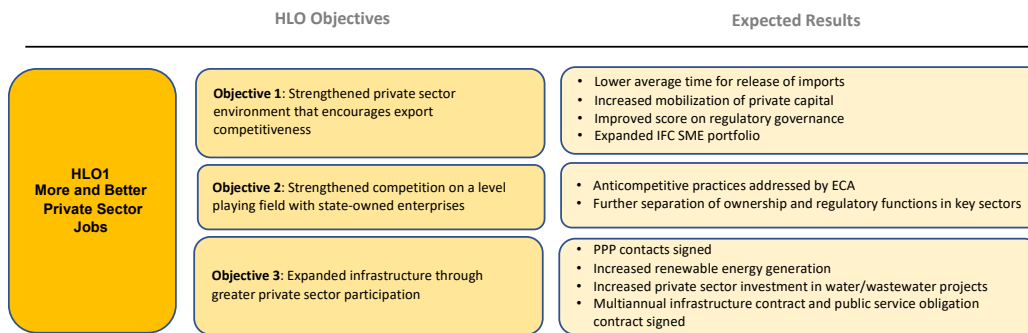 HLO Objectives
Expected Results
HLO1
More and Better
Private Sector
Jobs
Objective 1: Strengthened private sector
environment that encourages export
competitiveness
• Lower average time for release of imports
• Increased mobilization of private capital
• Improved score on regulatory governance
• Expanded IFC SME portfolio
Objective 2: Strengthened competition on a level
playing field with state-owned enterprises
• Anticompetitive practices addressed by ECA
• Further separation of ownership and regulatory functions in key sectors
Objective 3: Expanded infrastructure through
greater private sector participation
• PPP contacts signed
• Increased renewable energy generation
• Increased private sector investment in water/wastewater projects
• Multiannual infrastructure contract and public service obligation
contract signed